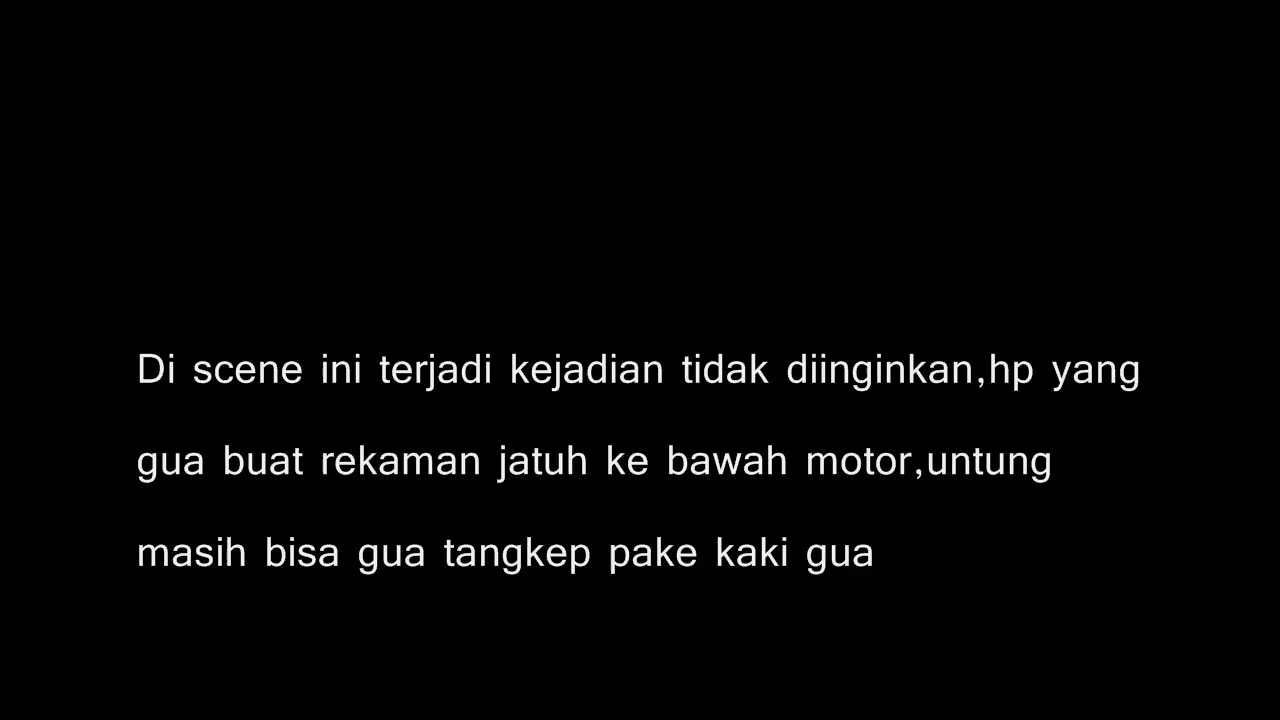 Di scene ini terjadi kejadian tidak diinginkan,hp yang
gua buat rekaman jatuh ke bawah motor,untung
masih bisa gua tangkep pake kaki gua